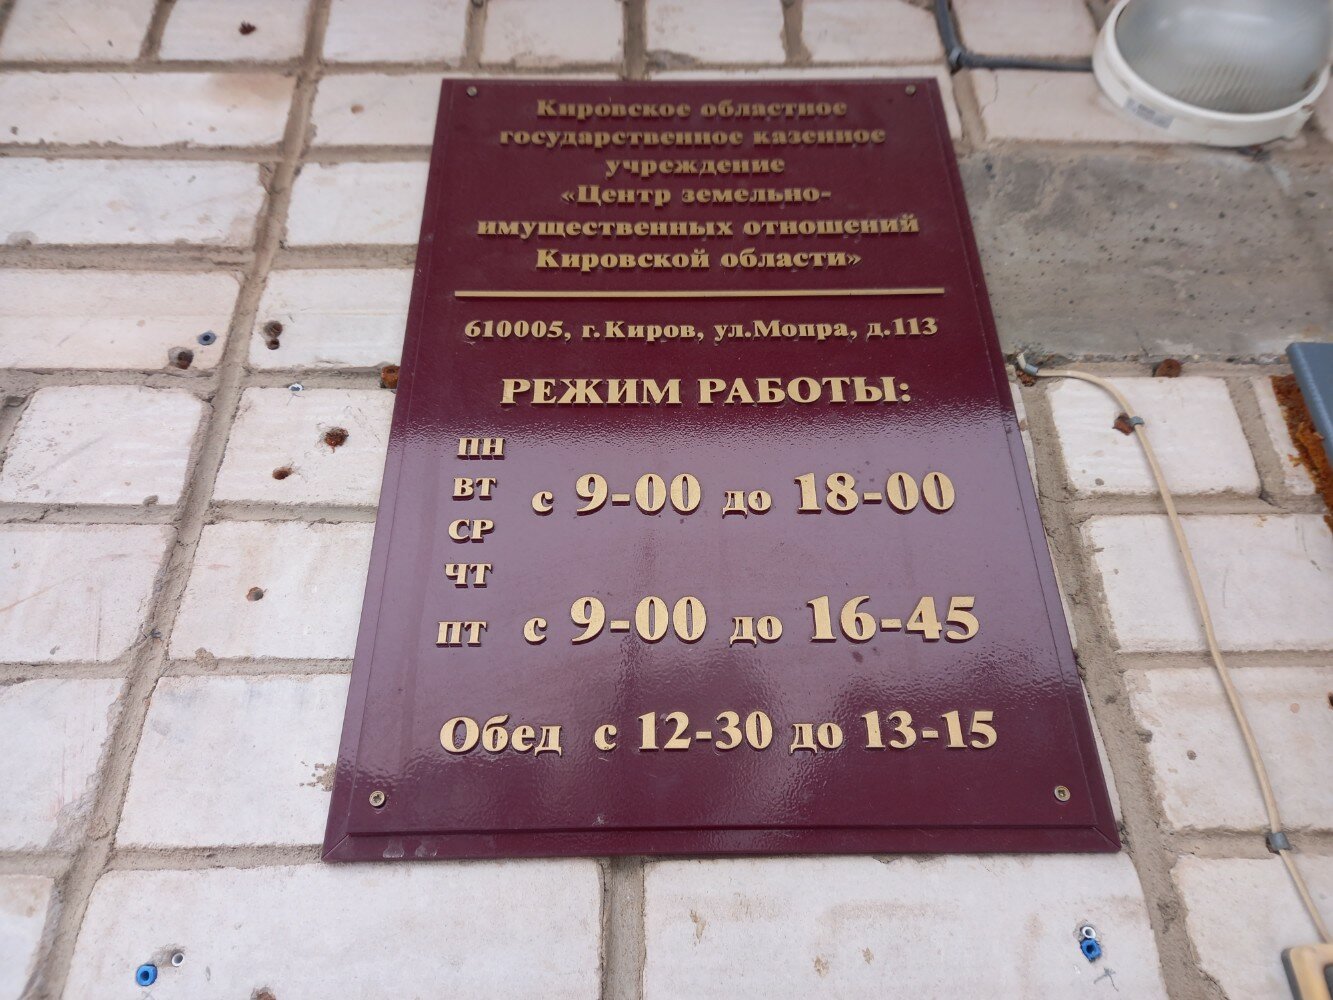 Кировское областное
государственное казенное
учреждение
«Центр земельно-
имущественных отношений
Кировской области»
610005, г.Киров, ул.Мопра, д.113
РЕЖИМ РАБОТЫ:
ПН
ВТ с 9-00 до 18-00
СР
ЧТ
ПТ с 9-00 до 16-45
Обед с 12-30 до 13-15